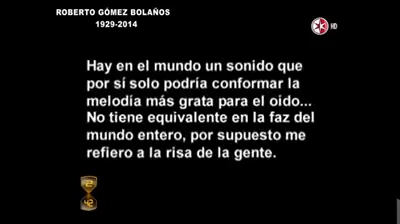 ROBERTO GÓMEZ BOLAÑOS
1929-2014
HD
Hay en el mundo un sonido que
por sí solo podría conformar la
melodía más grata para el oido...
No tiene equivalente en la faz del
mundo entero, por supuesto me
refiero a la risa de la gente.